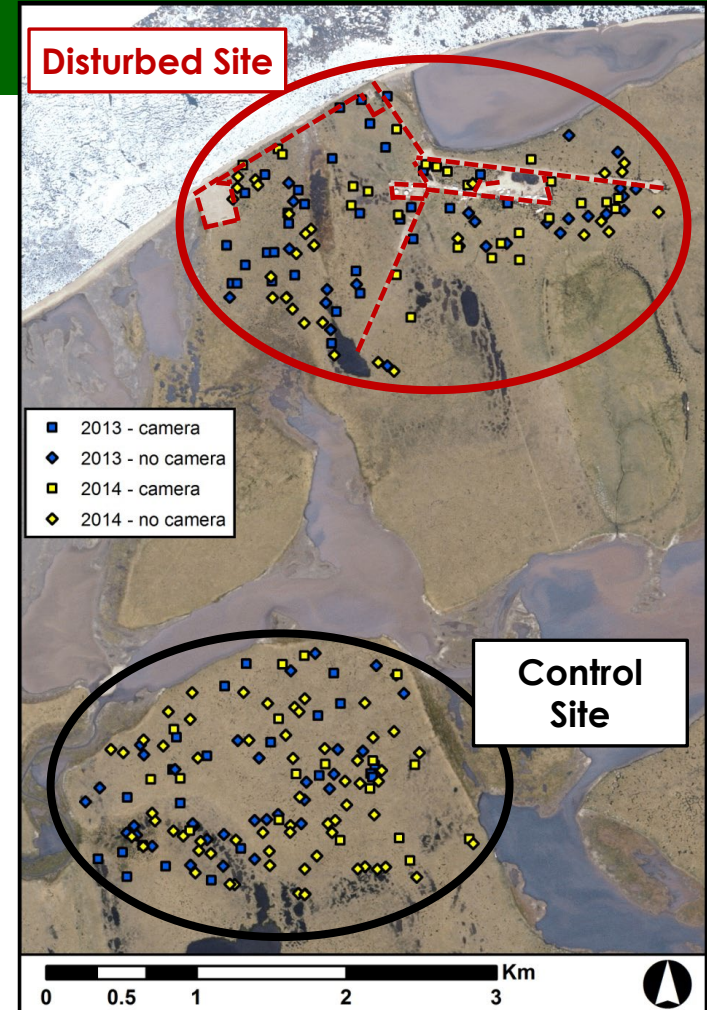 Disturbed Site
2013 - camera
2013 - no camera
2014 - camera
2014 - no camera
Control
Site
Km
0 0.5 1 2 3